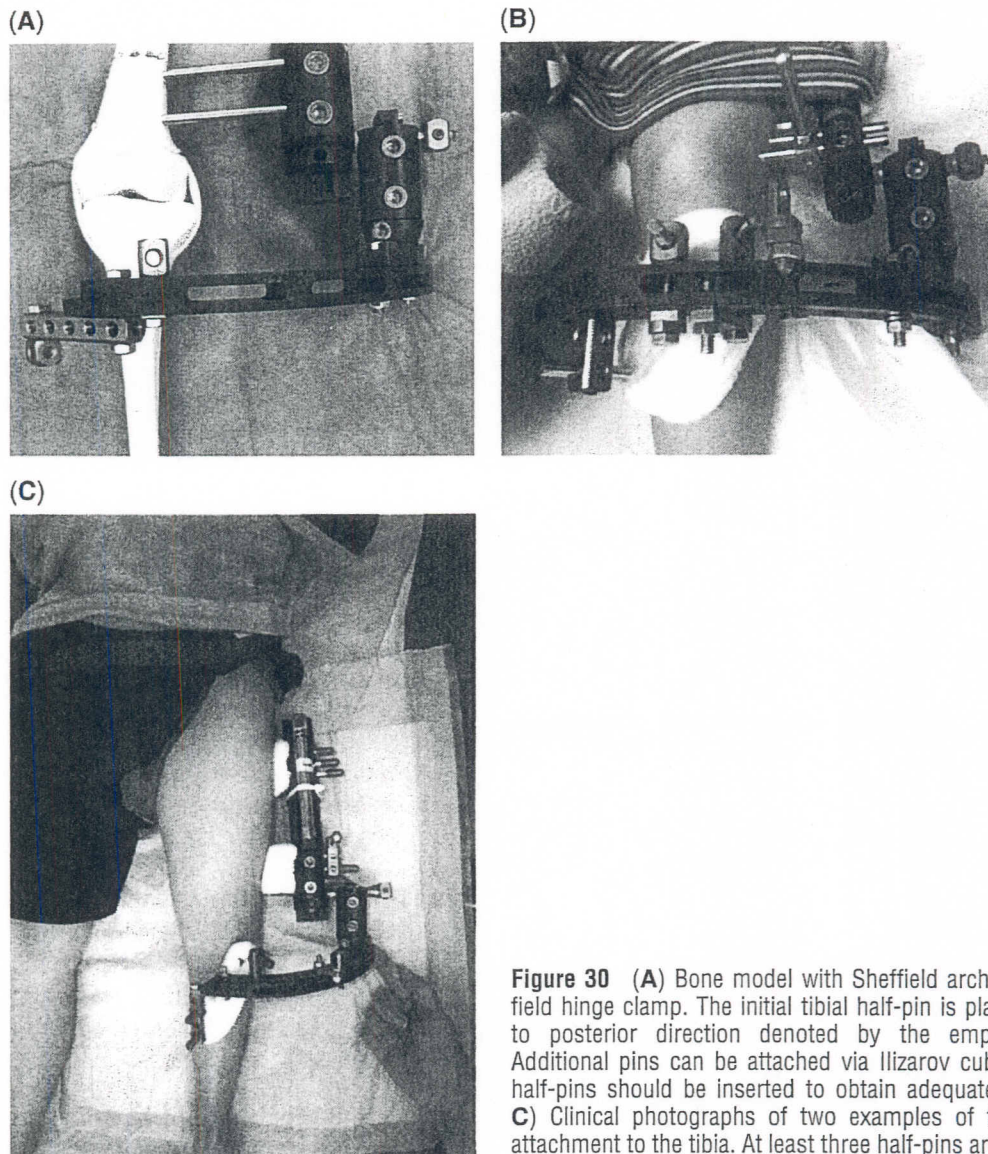 (A)
(B)
(C)
Figure 30 (A) Bone model with Sheffield arch
field hinge clamp. The initial tibial half-pin is pla
to posterior direction denoted by the emp
Additional pins can be attached via Ilizarov cub
half-pins should be inserted to obtain adequate
C) Clinical photographs of two examples of t
attachment to the tibia. At least three half-pins are